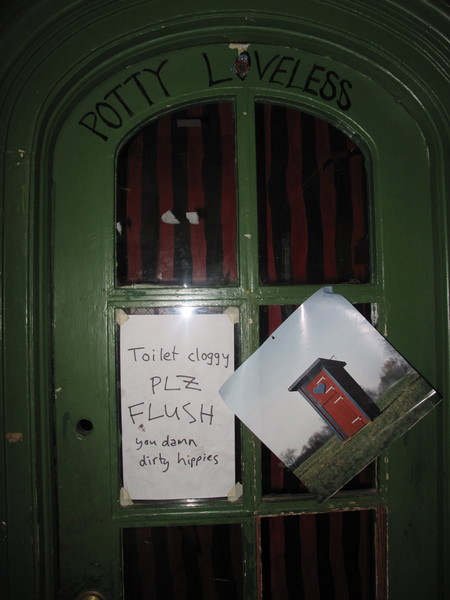 POTTY LOVELESS
Toilet cloggy
PLZ
FLUSH
you damn
dirty hippies